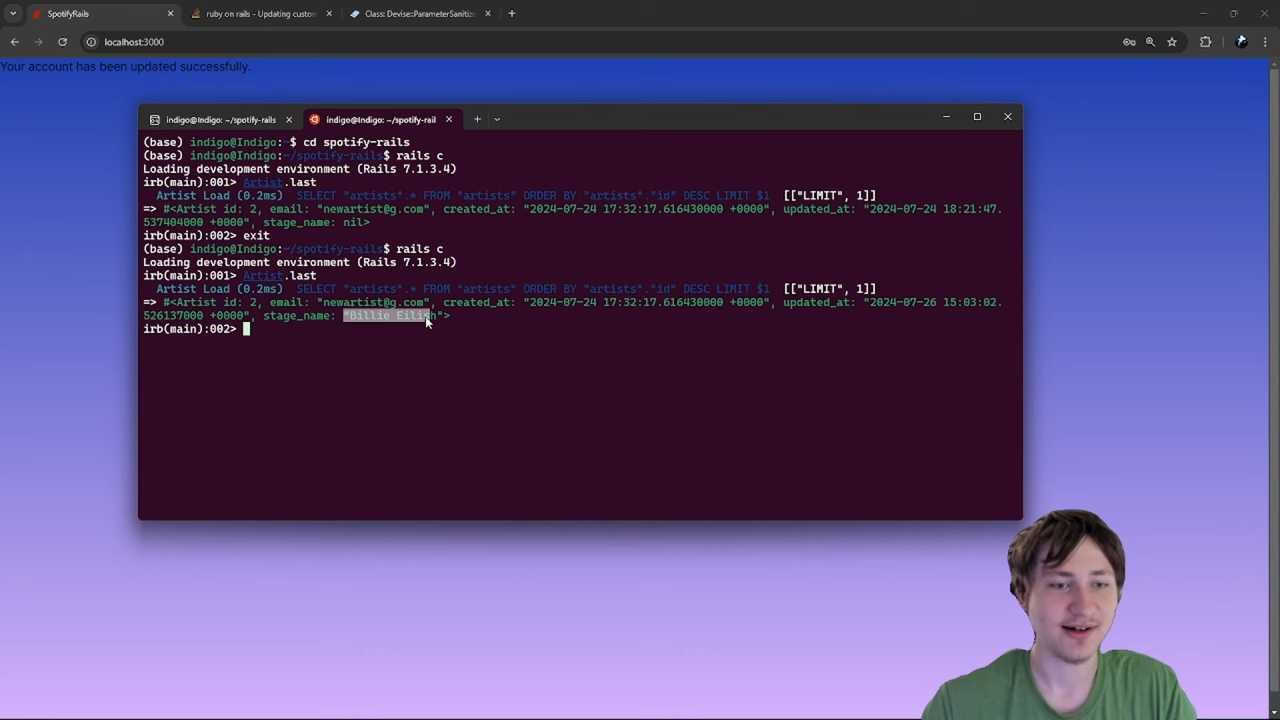 SpotifyRails
ruby on rails - Updating custom
Class: Devise::ParameterSanitize
localhost:3000
Your account has been updated successfully.
indigo@Indigo: ~/spotify-rails
indigo@Indigo: ~/spotify-rail
(base) indigo@Indigo:~$ cd spotify-rails
(base) indigo@Indigo:~/spotify-rails$ rails c
Loading development environment (Rails 7.1.3.4)
irb(main):001> Artist.last
Artist Load (0.2ms)  SELECT "artists".* FROM "artists" ORDER BY "artists"."id" DESC LIMIT $1  [["LIMIT", 1]]
=> #<Artist id: 2, email: "newartist@g.com", created_at: "2024-07-24 17:32:17.616430000 +0000", updated_at: "2024-07-24 18:21:47.
537404000 +0000", stage_name: nil>
irb(main):002> exit
(base) indigo@Indigo:~/spotify-rails$ rails c
Loading development environment (Rails 7.1.3.4)
irb(main):001> Artist.last
Artist Load (0.2ms)  SELECT "artists".* FROM "artists" ORDER BY "artists"."id" DESC LIMIT $1  [["LIMIT", 1]]
=> #<Artist id: 2, email: "newartist@g.com", created_at: "2024-07-24 17:32:17.616430000 +0000", updated_at: "2024-07-26 15:03:02.
526137000 +0000", stage_name: "Billie Eilish">
irb(main):002>